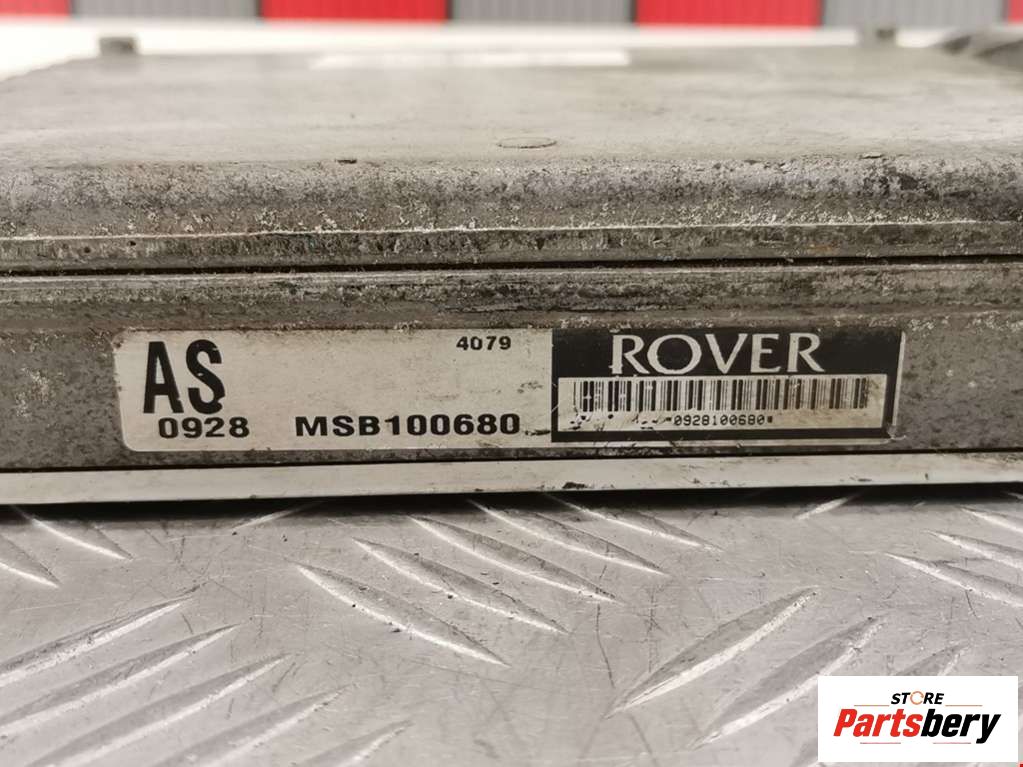 AS
4079
ROVER
0928 MSB100680
*0928100680*
STORE
Partsbery